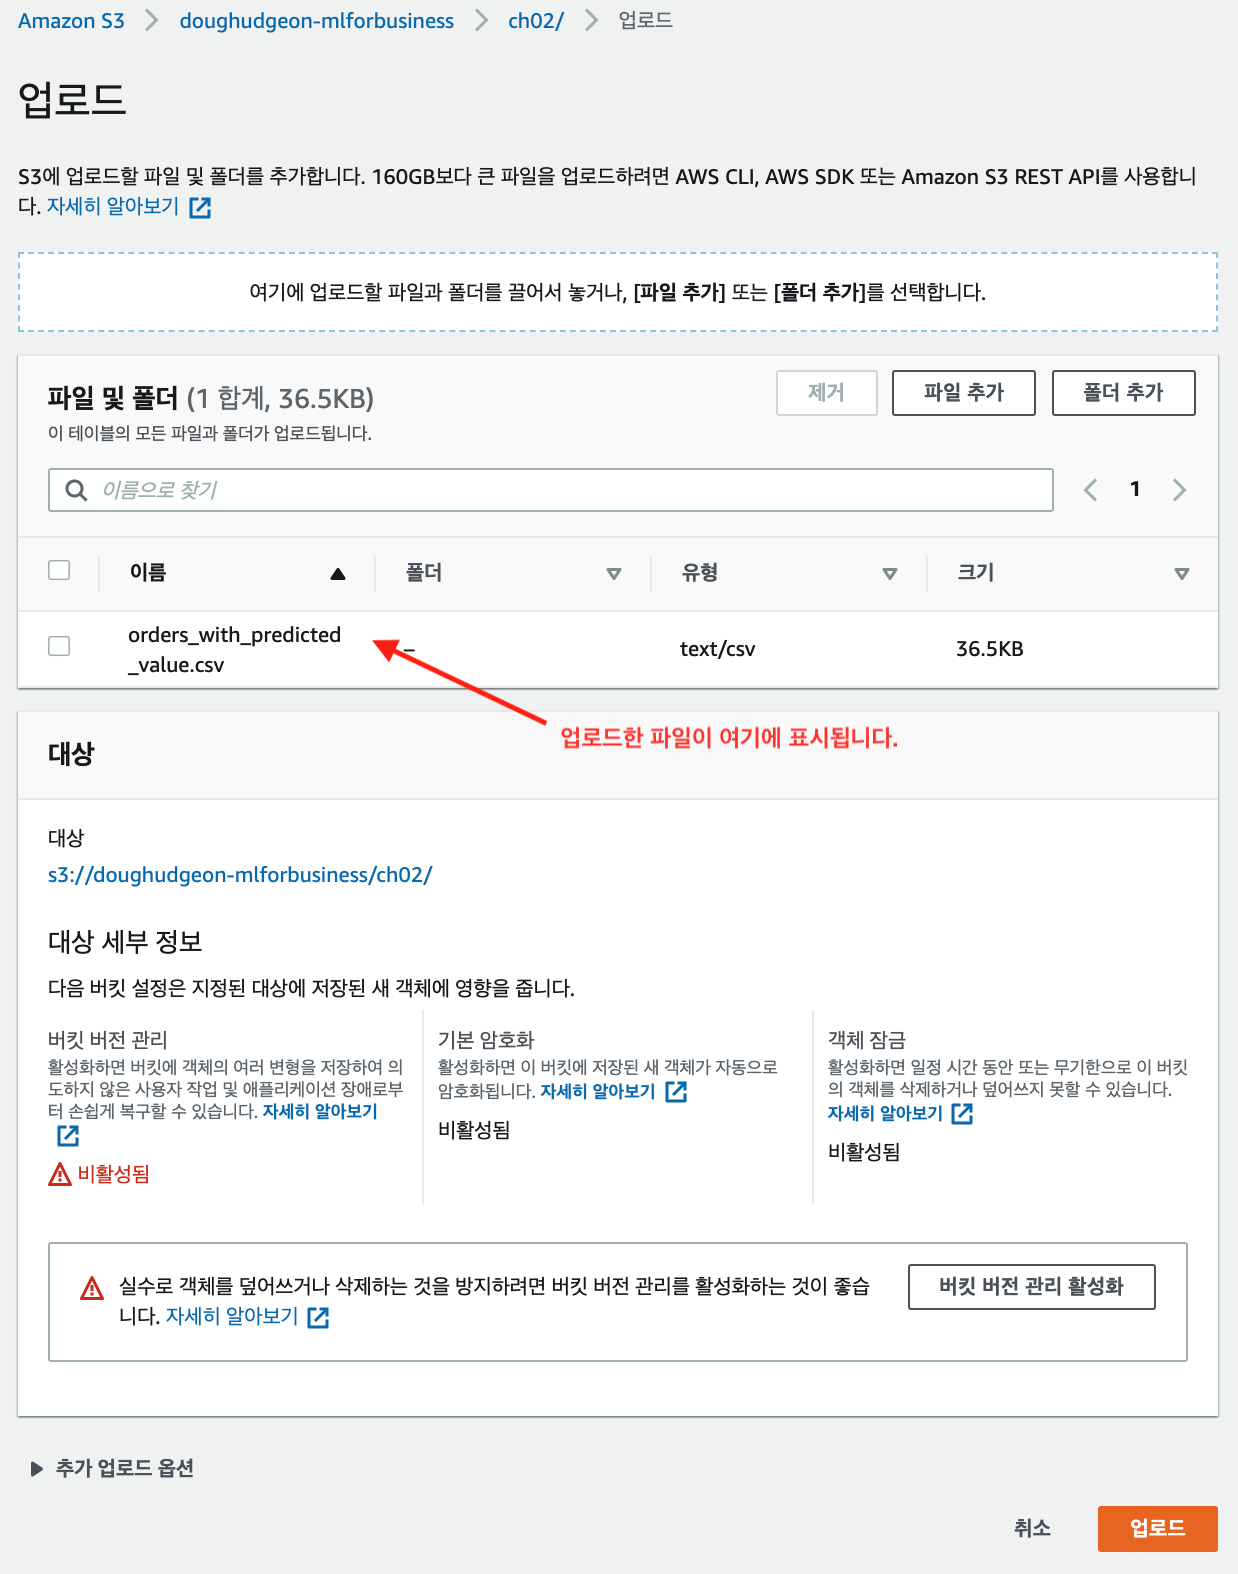 Amazon S3 > doughudgeon-mlforbusiness > ch02/ > 업로드
업로드
S3에 업로드할 파일 및 폴더를 추가합니다. 160GB보다 큰 파일을 업로드하려면 AWS CLI, AWS SDK 또는 Amazon S3 REST API를 사용합니
다. 자세히 알아보기
여기에 업로드할 파일과 폴더를 끌어서 놓거나, [파일 추가] 또는 [폴더 추가]를 선택합니다.
파일 및 폴더 (1 합계, 36.5KB)
제거
파일 추가
폴더 추가
이 테이블의 모든 파일과 폴더가 업로드됩니다.
이름으로 찾기
1
이름
폴더
유형
크기
orders_with_predicted
_value.csv
–
text/csv
36.5KB
업로드한 파일이 여기에 표시됩니다.
대상
대상
s3://doughudgeon-mlforbusiness/ch02/
대상 세부 정보
다음 버킷 설정은 지정된 대상에 저장된 새 객체에 영향을 줍니다.
버킷 버전 관리
활성화하면 버킷에 객체의 여러 변형을 저장하여 의
도하지 않은 사용자 작업 및 애플리케이션 장애로부
터 손쉽게 복구할 수 있습니다. 자세히 알아보기
비활성됨
기본 암호화
활성화하면 이 버킷에 저장된 새 객체가 자동으로
암호화됩니다. 자세히 알아보기
비활성됨
객체 잠금
활성화하면 일정 시간 동안 또는 무기한으로 이 버킷
의 객체를 삭제하거나 덮어쓰지 못할 수 있습니다.
자세히 알아보기
비활성됨
실수로 객체를 덮어쓰거나 삭제하는 것을 방지하려면 버킷 버전 관리를 활성화하는 것이 좋습
니다. 자세히 알아보기
버킷 버전 관리 활성화
추가 업로드 옵션
취소
업로드